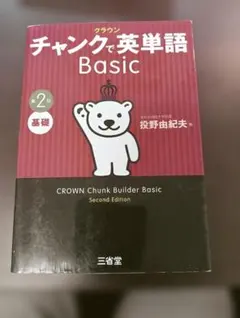 クラウン
チャンクで英単語
Basic
第2版
基礎
投野由紀夫
CROWN Chunk Builder Basic
Second Edition
三省堂